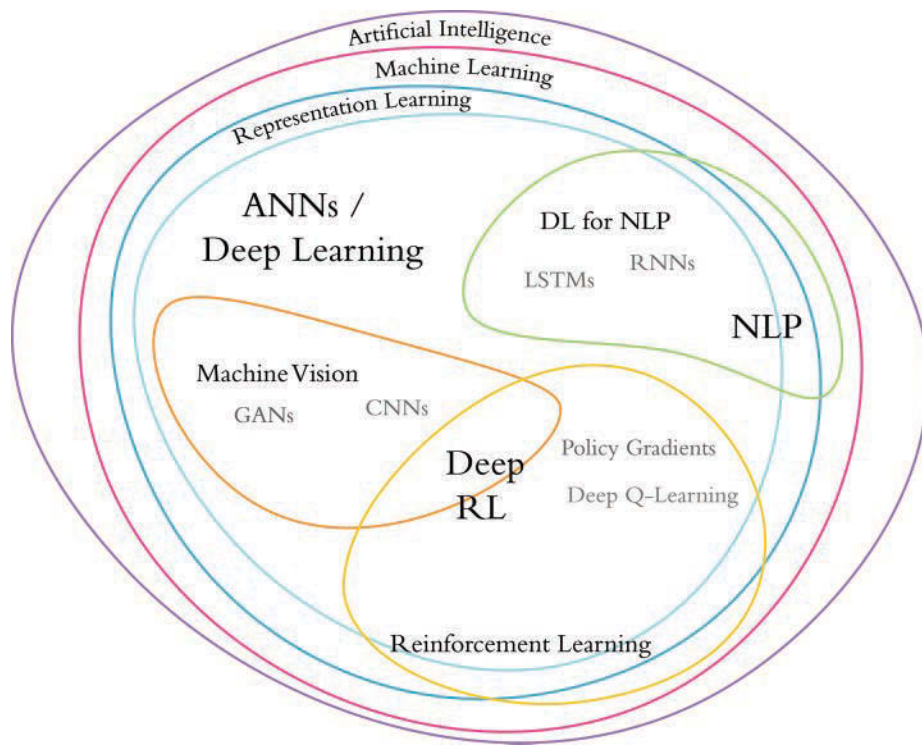 Artificial Intelligence
Machine Learning
Representation Learning
ANNs /
Deep Learning
DL for NLP
RNNs
LSTMs
NLP
Machine Vision
GANs
CNNs
Deep
RL
Policy Gradients
Deep Q-Learning
Reinforcement Learning